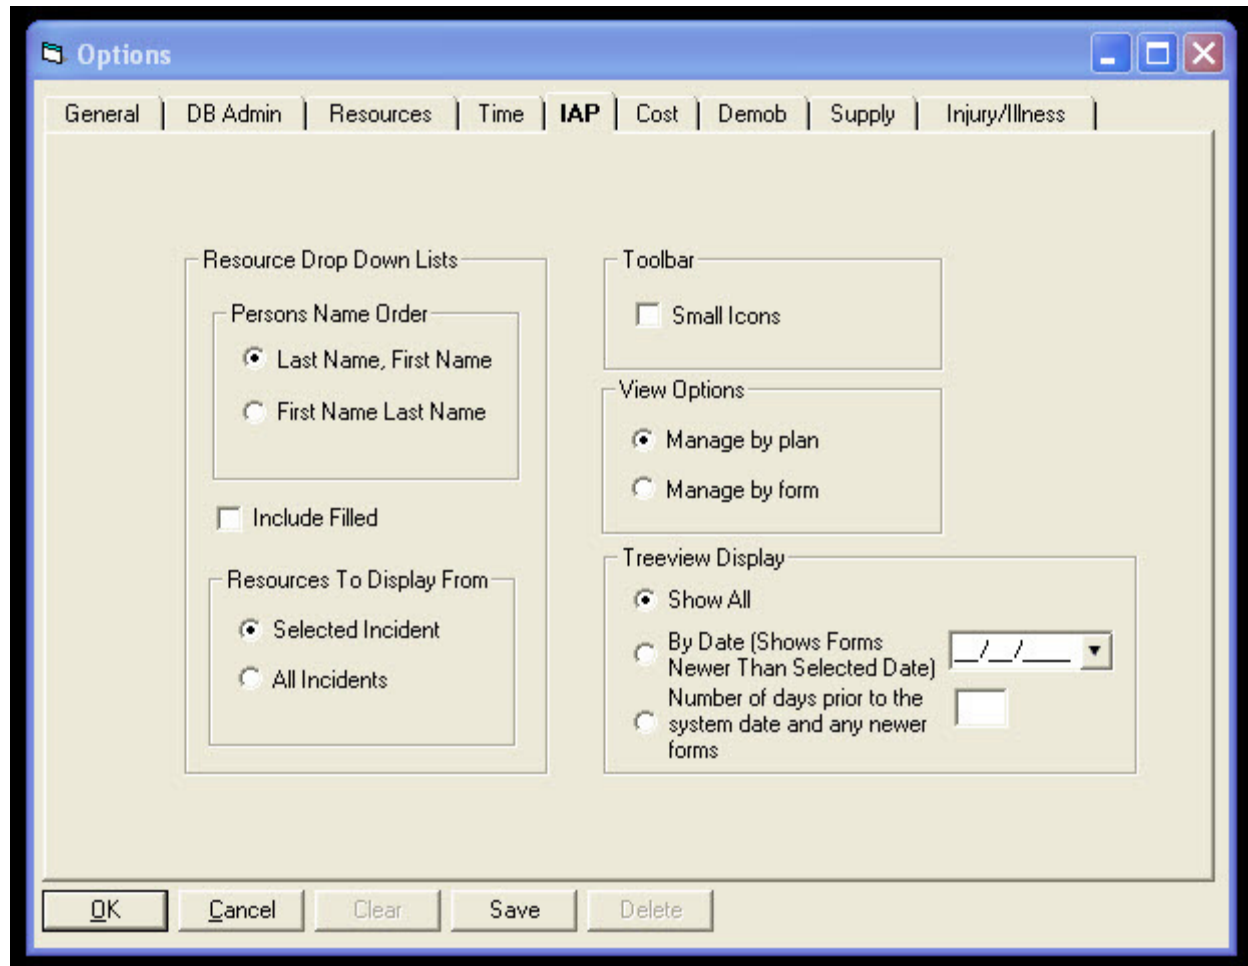 Options
General
DB Admin
Resources
Time
IAP
Cost
Demob
Supply
Injury/Illness
Resource Drop Down Lists
Persons Name Order
Last Name, First Name
First Name Last Name
Include Filled
Resources To Display From
Selected Incident
All Incidents
Toolbar
Small Icons
View Options
Manage by plan
Manage by form
Treeview Display
Show All
By Date (Shows Forms
Newer Than Selected Date)
__/__/____
Number of days prior to the
system date and any newer
forms
OK
Cancel
Clear
Save
Delete